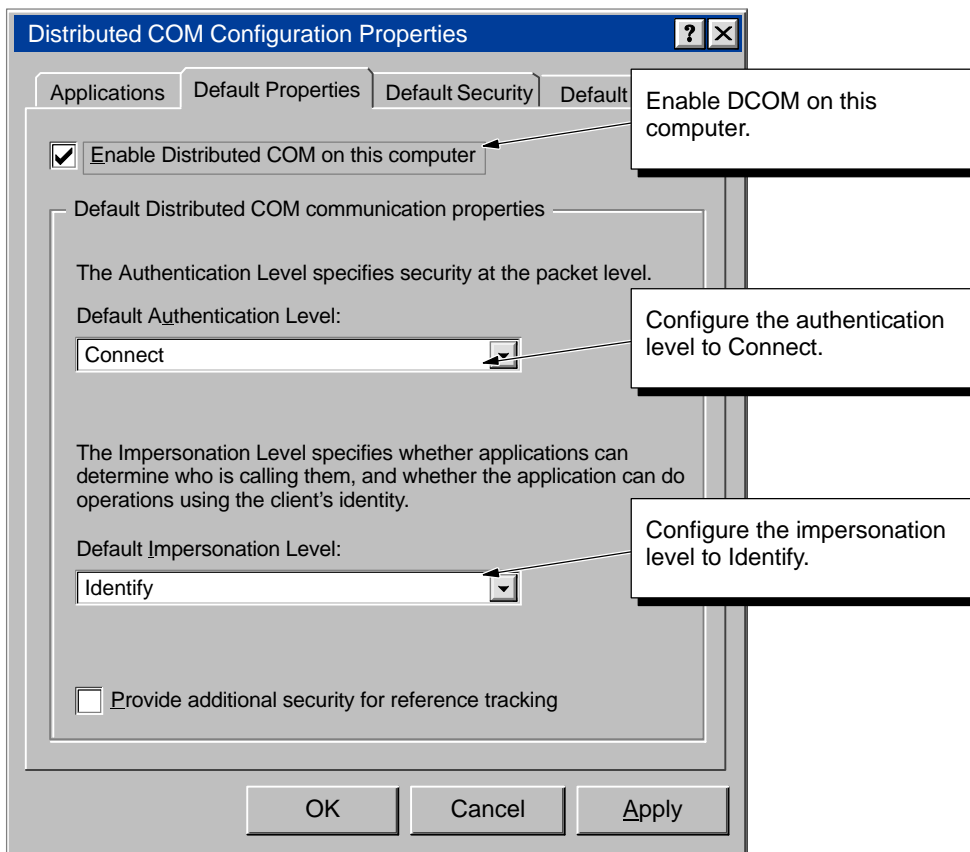 Distributed COM Configuration Properties
?
Applications
Default Properties
Default Security
Default
Enable DCOM on this
computer.
Enable Distributed COM on this computer
Default Distributed COM communication properties
The Authentication Level specifies security at the packet level.
Default Authentication Level:
Connect
Configure the authentication
level to Connect.
The Impersonation Level specifies whether applications can
determine who is calling them, and whether the application can do
operations using the client’s identity.
Default Impersonation Level:
Identify
Configure the impersonation
level to Identify.
Provide additional security for reference tracking
OK
Cancel
Apply